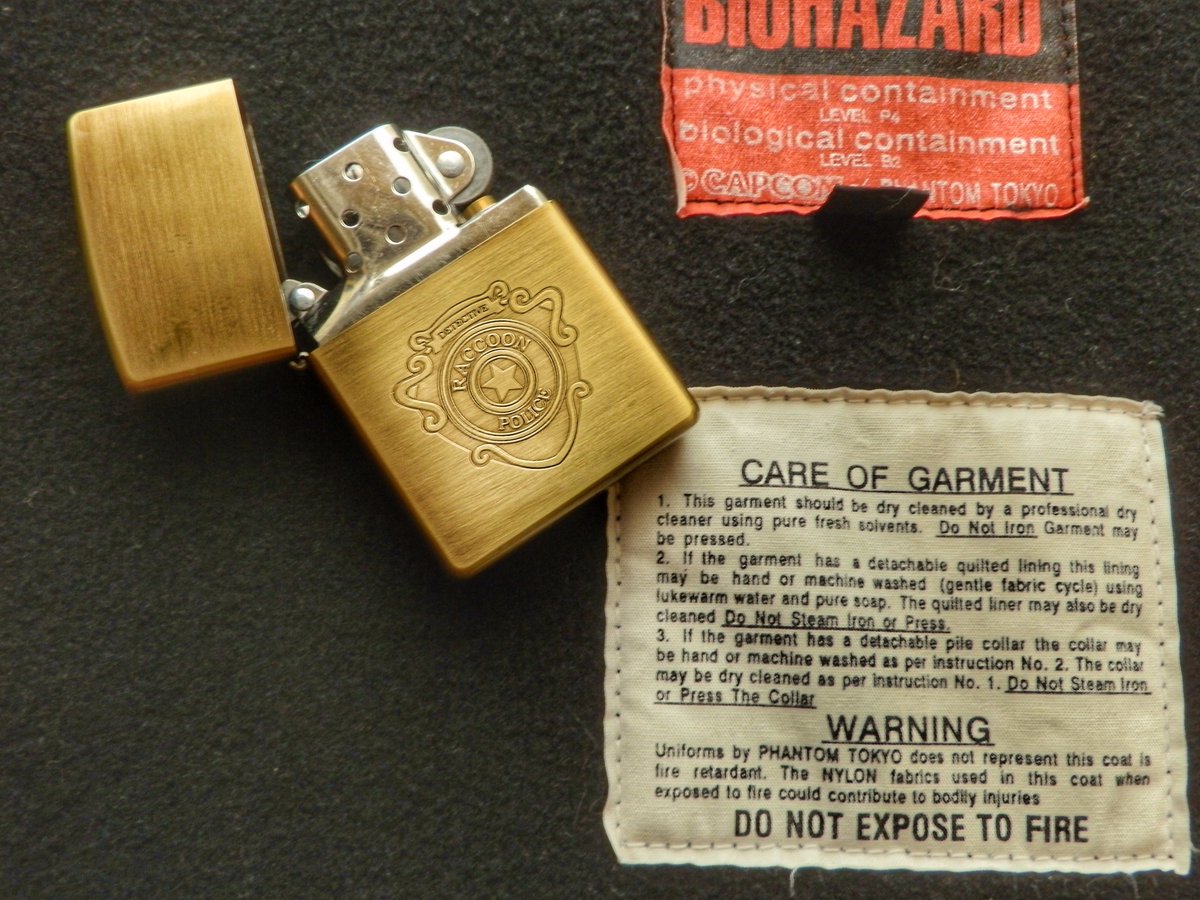 BIOHAZARD
physical containment
LEVEL P4
biological containment
LEVEL B2
©CAPCOM PHANTOM TOKYO
DETECTIVE
RACCOON
POLICE
CARE OF GARMENT
1. This garment should be dry cleaned by a professional dry
cleaner using pure fresh solvents. Do Not Iron Garment may
be pressed.
2. If the garment has a detachable quilted lining this lining
may be hand or machine washed (gentle fabric cycle) using
lukewarm water and pure soap. The quilted liner may also be dry
cleaned Do Not Steam Iron or Press.
3. If the garment has a detachable pile collar the collar may
be hand or machine washed as per instruction No. 2. The collar
may be dry cleaned as per instruction No. 1. Do Not Steam Iron
or Press The Collar
WARNING
Uniforms by PHANTOM TOKYO does not represent this coat is
fire retardant. The NYLON fabrics used in this coat when
exposed to fire could contribute to bodily injuries
DO NOT EXPOSE TO FIRE